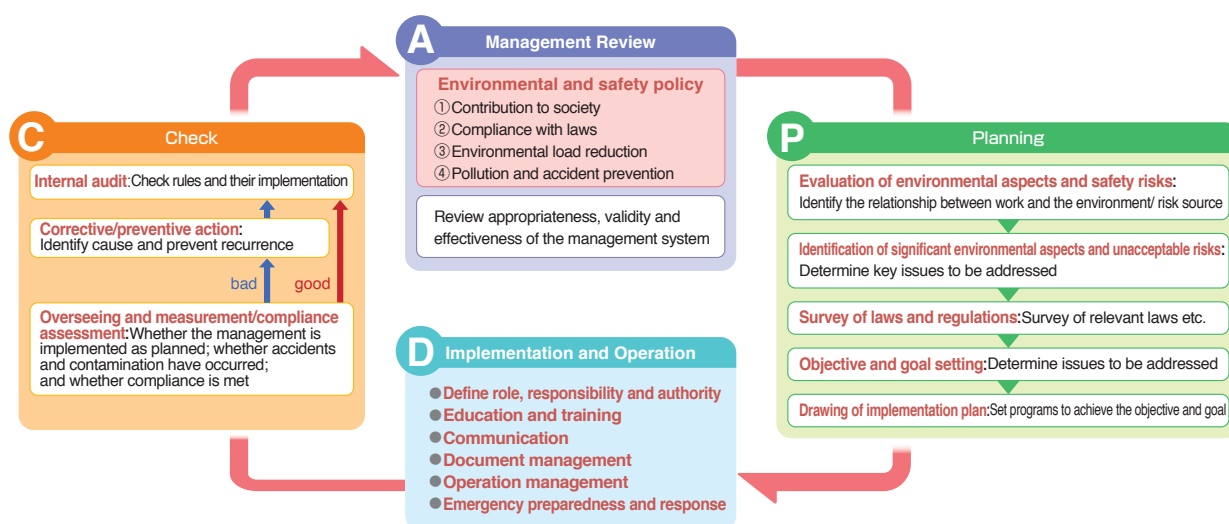 A
Management Review
Environmental and safety policy
①Contribution to society
②Compliance with laws
③Environmental load reduction
④Pollution and accident prevention
Review appropriateness, validity and
effectiveness of the management system
P
Planning
Evaluation of environmental aspects and safety risks:
Identify the relationship between work and the environment/ risk source
Identification of significant environmental aspects and unacceptable risks:
Determine key issues to be addressed
Survey of laws and regulations:Survey of relevant laws etc.
Objective and goal setting:Determine issues to be addressed
Drawing of implementation plan:Set programs to achieve the objective and goal
D
Implementation and Operation
●Define role, responsibility and authority
●Education and training
●Communication
●Document management
●Operation management
●Emergency preparedness and response
C
Check
Internal audit:Check rules and their implementation
Corrective/preventive action:
Identify cause and prevent recurrence
bad good
Overseeing and measurement/compliance
assessment:Whether the management is
implemented as planned; whether accidents
and contamination have occurred;
and whether compliance is met